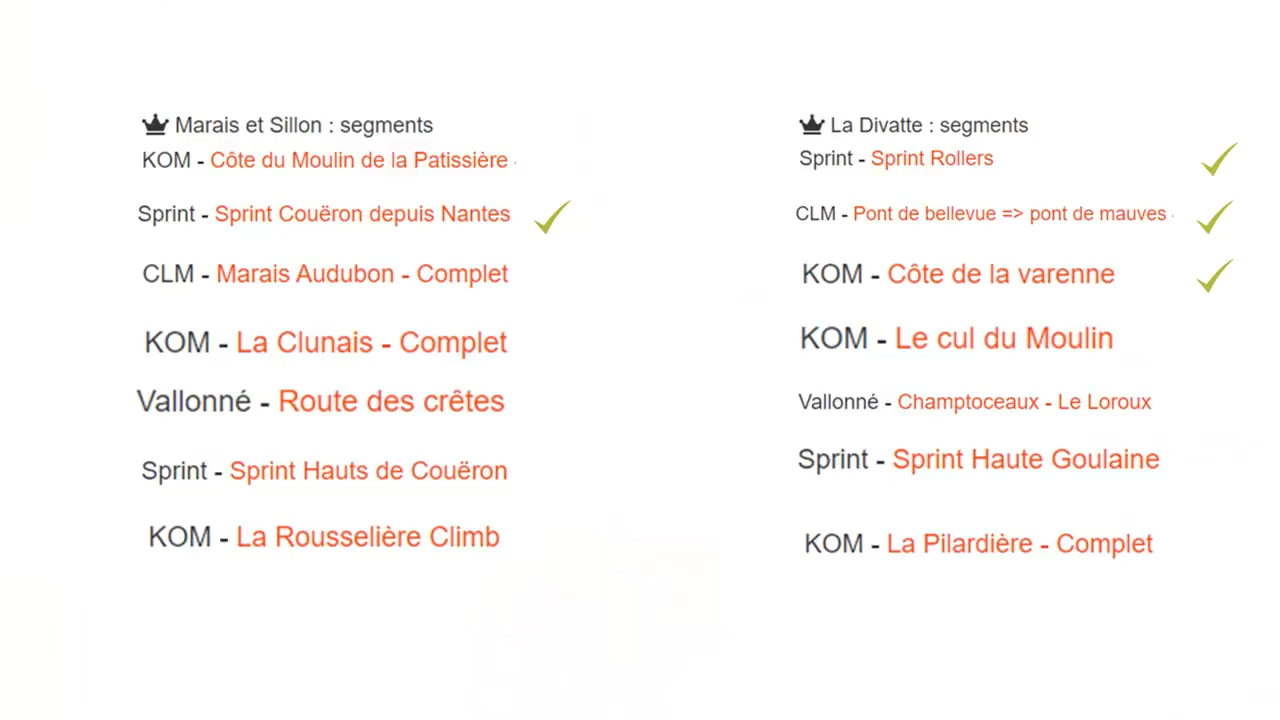 Marais et Sillon : segments
KOM - Côte du Moulin de la Patissière -
Sprint - Sprint Couëron depuis Nantes
CLM - Marais Audubon - Complet
KOM - La Clunais - Complet
Vallonné - Route des crêtes
Sprint - Sprint Hauts de Couëron
KOM - La Rousselière Climb
La Divatte : segments
Sprint - Sprint Rollers
CLM - Pont de bellevue => pont de mauves -
KOM - Côte de la varenne
KOM - Le cul du Moulin
Vallonné - Champtoceaux - Le Loroux
Sprint - Sprint Haute Goulaine
KOM - La Pilardière - Complet